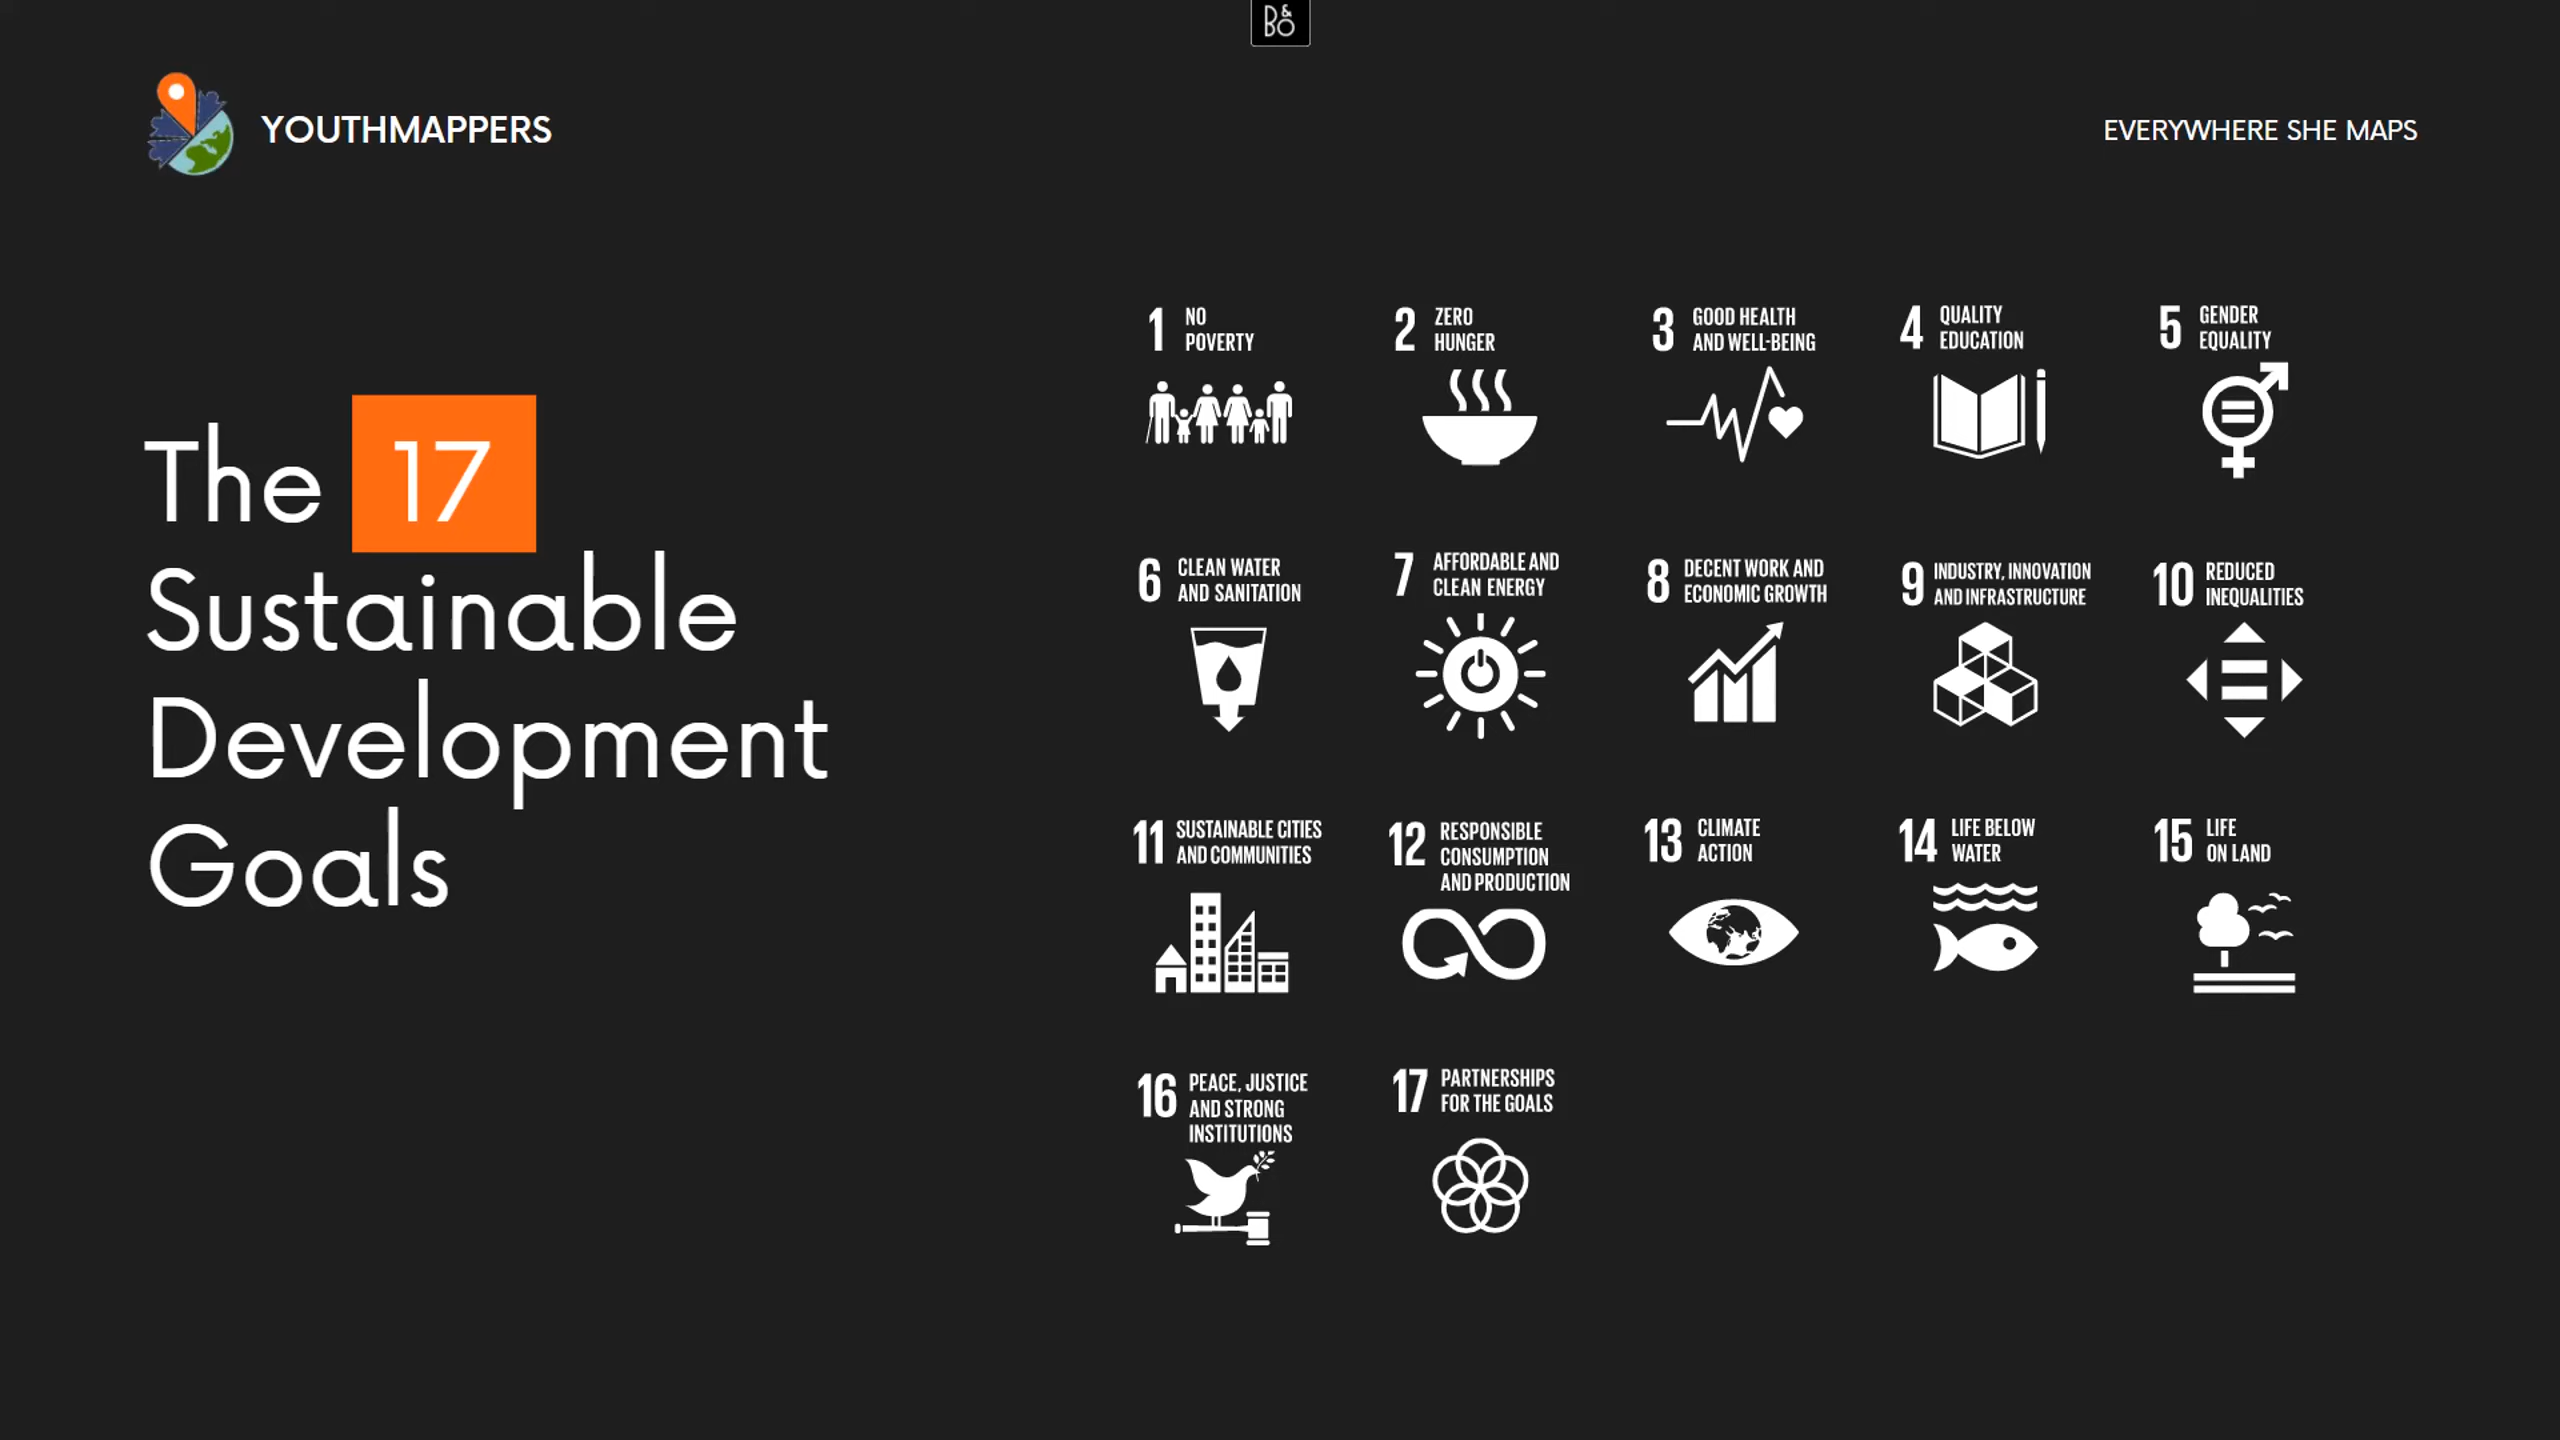 B&O
YOUTHMAPPERS
EVERYWHERE SHE MAPS
The 17
Sustainable
Development
Goals
1 NO
POVERTY
2 ZERO
HUNGER
3 GOOD HEALTH
AND WELL-BEING
4 QUALITY
EDUCATION
5 GENDER
EQUALITY
6 CLEAN WATER
AND SANITATION
7 AFFORDABLE AND
CLEAN ENERGY
8 DECENT WORK AND
ECONOMIC GROWTH
9 INDUSTRY, INNOVATION
AND INFRASTRUCTURE
10 REDUCED
INEQUALITIES
11 SUSTAINABLE CITIES
AND COMMUNITIES
12 RESPONSIBLE
CONSUMPTION
AND PRODUCTION
13 CLIMATE
ACTION
14 LIFE BELOW
WATER
15 LIFE
ON LAND
16 PEACE, JUSTICE
AND STRONG
INSTITUTIONS
17 PARTNERSHIPS
FOR THE GOALS